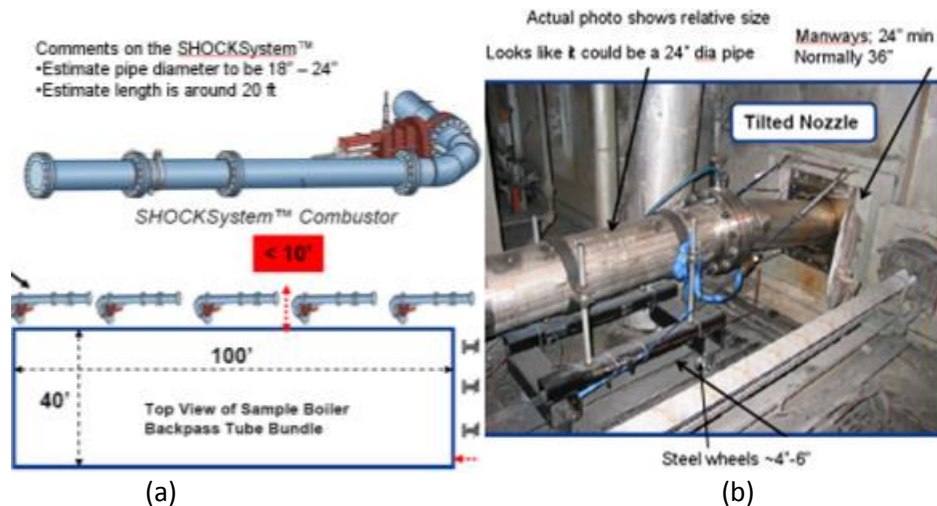 Comments on the SHOCKSystem™
•Estimate pipe diameter to be 18" – 24"
•Estimate length is around 20 ft
SHOCKSystem™ Combustor
< 10'
100'
40'
Top View of Sample Boiler
Backpass Tube Bundle
(a)
Actual photo shows relative size
Looks like it could be a 24" dia pipe
Manways; 24" min
Normally 36"
Tilted Nozzle
Steel wheels ~4"-6"
(b)